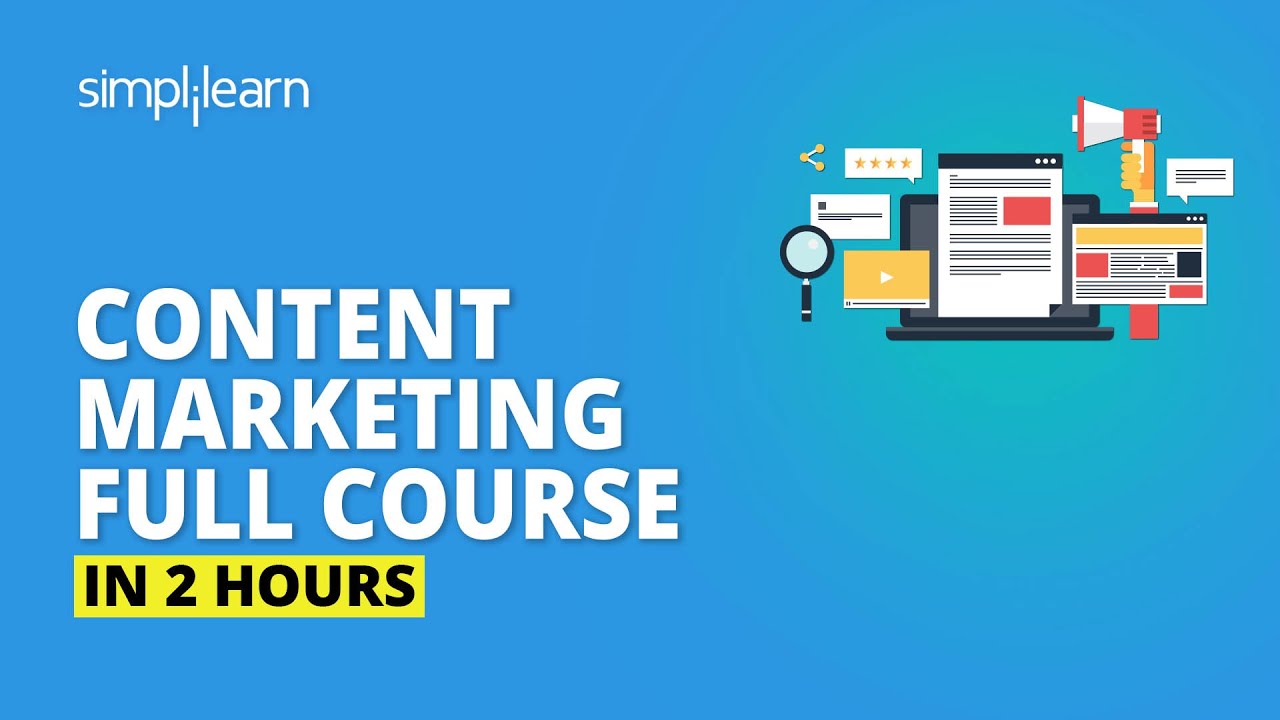 simplilearn
CONTENT
MARKETING
FULL COURSE
IN 2 HOURS